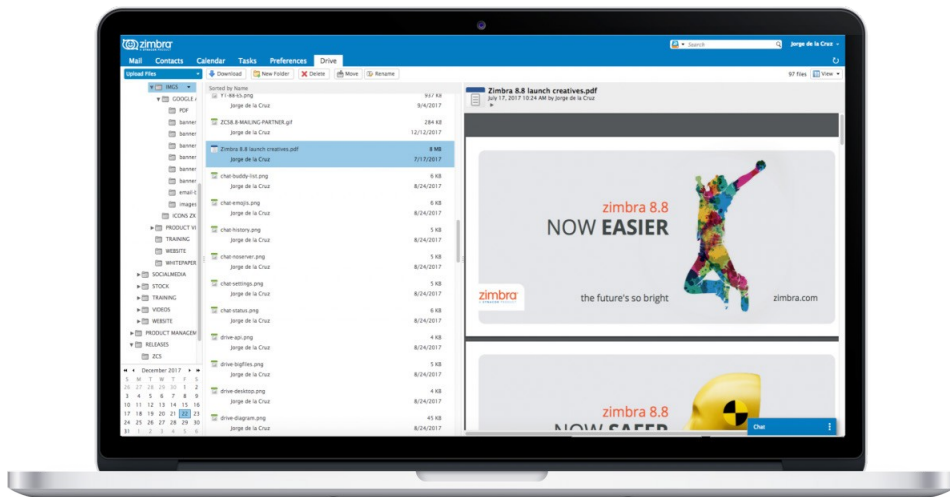 zimbra
Search
Jorge de la Cruz
Mail Contacts Calendar Tasks Preferences Drive
Upload Files
Download New Folder Delete Move Rename
97 files View
IMGS
GOOGLE
PDF
banner
banner
banner
banner
banner
email-b
images
ICONS ZX
PRODUCT VI
TRAINING
WEBSITE
WHITEPAPER
SOCIALMEDIA
STOCK
TRAINING
VIDEOS
WEBSITE
PRODUCT MANAGEM
RELEASES
ZCS
December 2017
S M T W T F S
26 27 28 29 30 1 2
3 4 5 6 7 8 9
10 11 12 13 14 15 16
17 18 19 20 21 22 23
24 25 26 27 28 29 30
31 1 2 3 4 5 6
Sorted by Name
937 KB
Jorge de la Cruz 9/4/2017
ZCS8.8-MAILING-PARTNER.gif 284 KB
Jorge de la Cruz 12/12/2017
Zimbra 8.8 launch creatives.pdf 8 MB
Jorge de la Cruz 7/17/2017
chat-buddy-list.png 6 KB
Jorge de la Cruz 8/24/2017
chat-emojis.png 6 KB
Jorge de la Cruz 8/24/2017
chat-history.png 5 KB
Jorge de la Cruz 8/24/2017
chat-noserver.png 5 KB
Jorge de la Cruz 8/24/2017
chat-settings.png 5 KB
Jorge de la Cruz 8/24/2017
chat-status.png 6 KB
Jorge de la Cruz 8/24/2017
drive-api.png 4 KB
Jorge de la Cruz 8/24/2017
drive-bigfiles.png 5 KB
Jorge de la Cruz 8/24/2017
drive-desktop.png 4 KB
Jorge de la Cruz 8/24/2017
drive-diagram.png 45 KB
Jorge de la Cruz 8/24/2017
Zimbra 8.8 launch creatives.pdf
July 17, 2017 10:24 AM by Jorge de la Cruz
zimbra 8.8
NOW EASIER
zimbra
the future's so bright
zimbra.com
zimbra 8.8
NOW SAFER
Chat